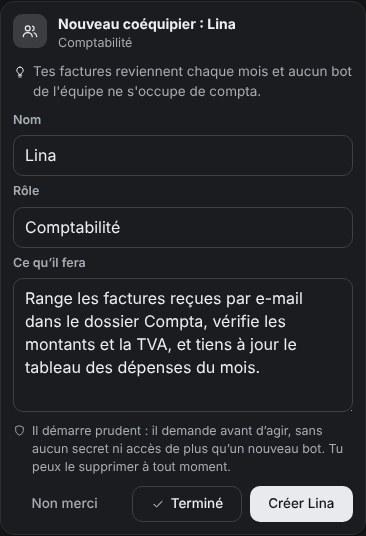 Nouveau coéquipier : Lina
Comptabilité
Tes factures reviennent chaque mois et aucun bot
de l'équipe ne s'occupe de compta.
Nom
Lina
Rôle
Comptabilité
Ce qu’il fera
Range les factures reçues par e-mail
dans le dossier Compta, vérifie les
montants et la TVA, et tiens à jour le
tableau des dépenses du mois.
Il démarre prudent : il demande avant d’agir, sans
aucun secret ni accès de plus qu’un nouveau bot. Tu
peux le supprimer à tout moment.
Non merci
Terminé
Créer Lina